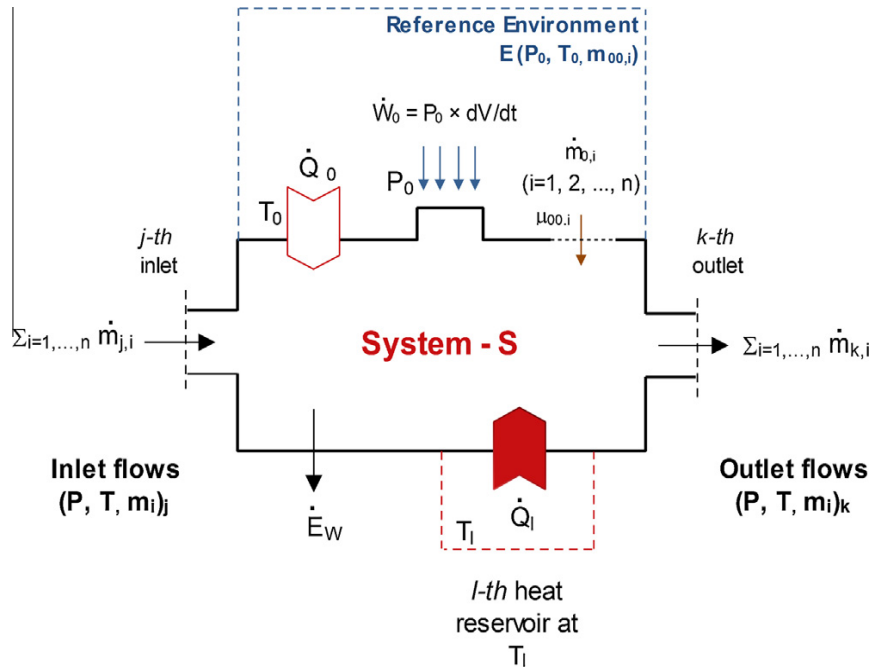 Reference Environment
E (P₀, T₀, m₀₀,ᵢ)
Ẇ₀ = P₀ × dV/dt
Q̇ ₀
ṁ₀,ᵢ
(i=1, 2, ..., n)
P₀
T₀
μ₀₀.ᵢ
j-th
inlet
k-th
outlet
Σi=1,...,n ṁj,i
System - S
Σi=1,...,n ṁk,i
Inlet flows
(P, T, mi)j
Outlet flows
(P, T, mi)k
ĖW
Tl
Q̇l
l-th heat
reservoir at
Tl